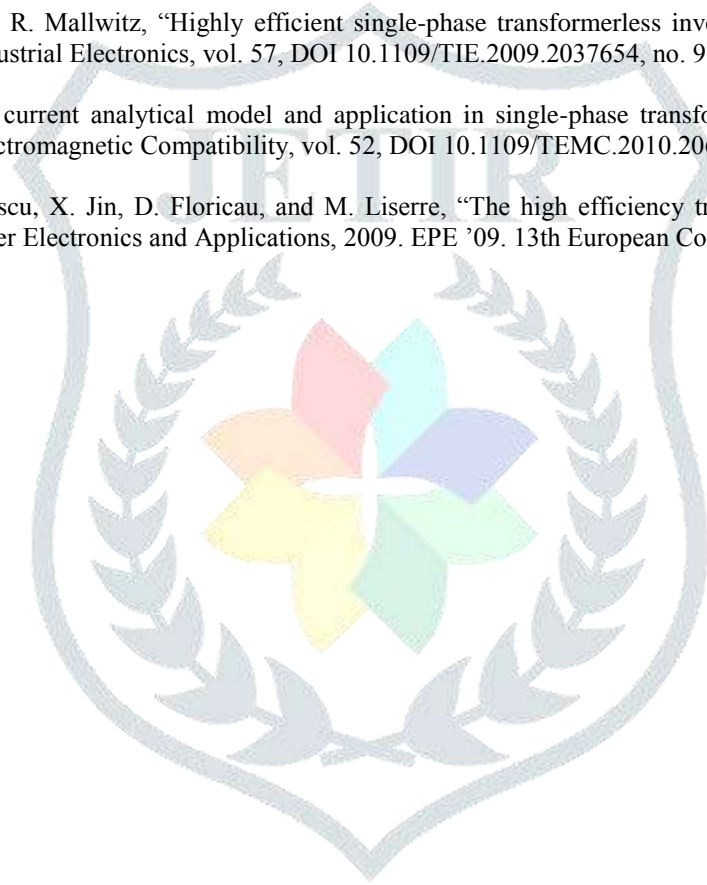 R. Mallwitz, “Highly efficient single-phase transformerless inve
ustrial Electronics, vol. 57, DOI 10.1109/TIE.2009.2037654, no. 9
current analytical model and application in single-phase transfo
ctromagnetic Compatibility, vol. 52, DOI 10.1109/TEMC.2010.20
scu, X. Jin, D. Floricau, and M. Liserre, “The high efficiency tr
er Electronics and Applications, 2009. EPE ’09. 13th European Co
JETIR